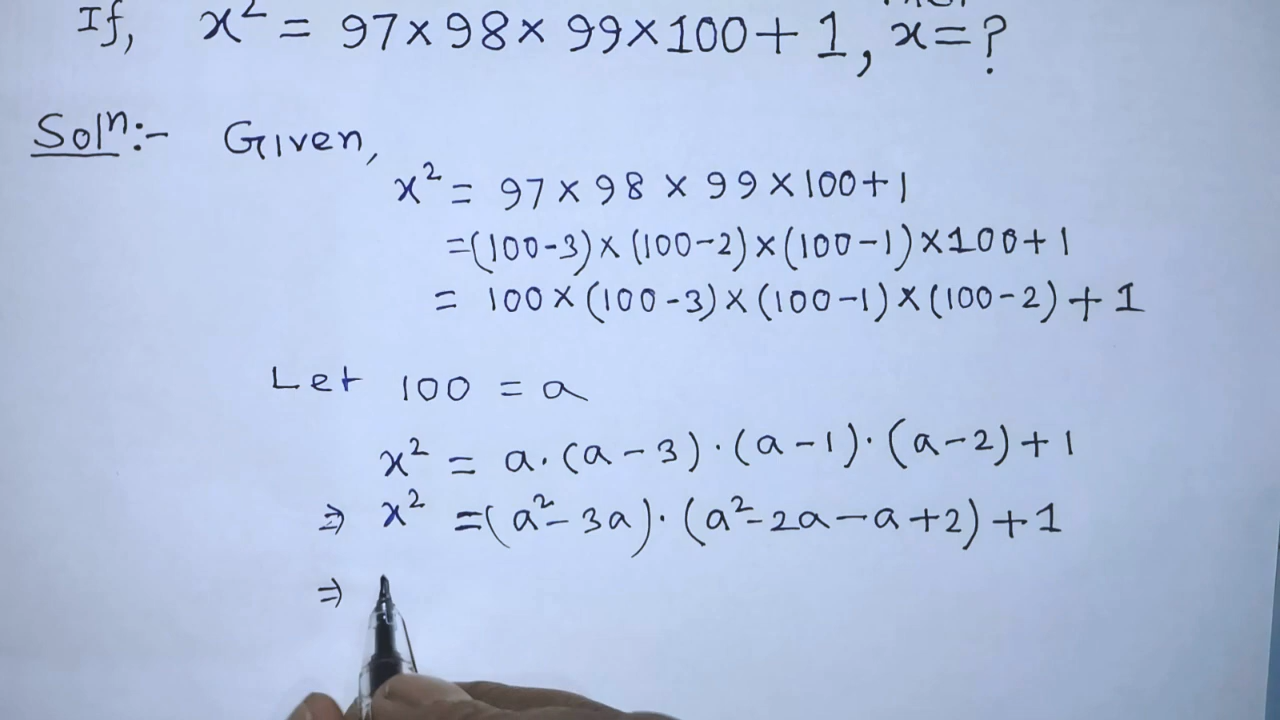 If, x² = 97×98×99×100+1, x=?
Solⁿ:- Given,
x² = 97×98×99×100+1
=(100-3)×(100-2)×(100-1)×100+1
= 100×(100-3)×(100-1)×(100-2)+1
Let 100 = a
x² = a.(a-3).(a-1).(a-2)+1
⇒ x² =(a²-3a).(a²-2a-a+2)+1
⇒